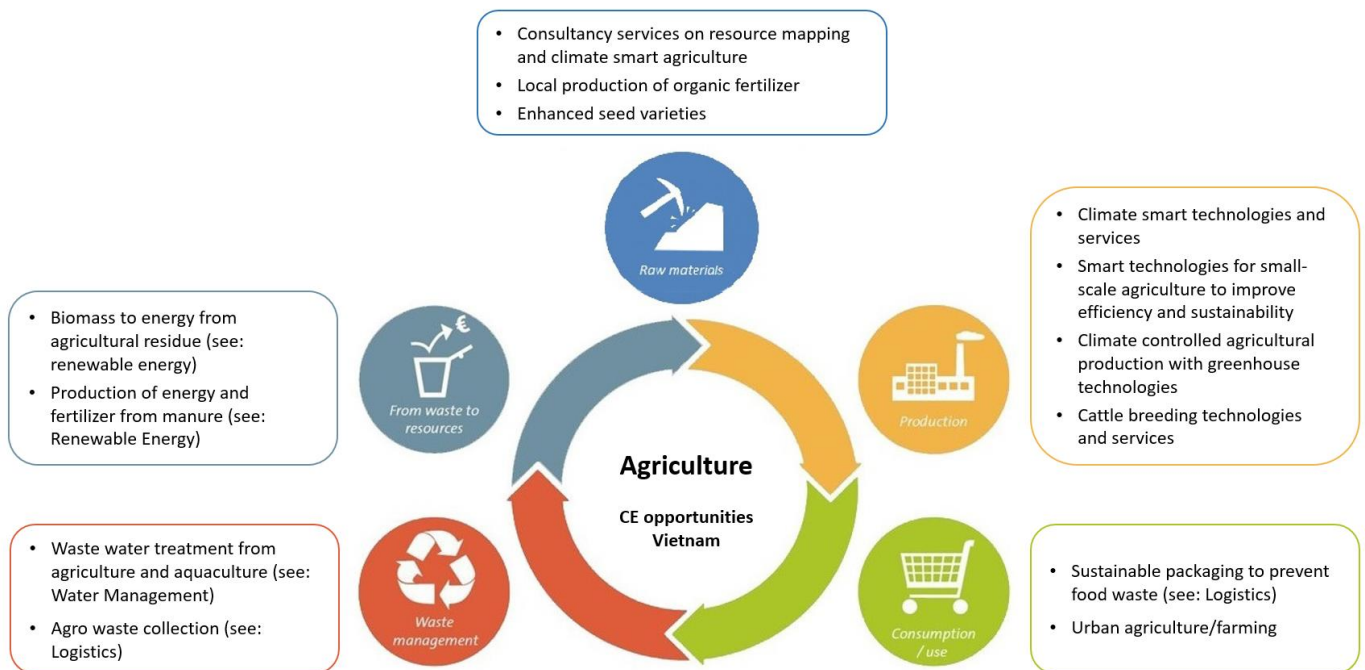 • Consultancy services on resource mapping
and climate smart agriculture
• Local production of organic fertilizer
• Enhanced seed varieties
Raw materials
• Climate smart technologies and
services
• Smart technologies for small-
scale agriculture to improve
efficiency and sustainability
• Climate controlled agricultural
production with greenhouse
technologies
• Cattle breeding technologies
and services
Production
• Biomass to energy from
agricultural residue (see:
renewable energy)
• Production of energy and
fertilizer from manure (see:
Renewable Energy)
€
From waste to
resources
Agriculture
CE opportunities
Vietnam
• Waste water treatment from
agriculture and aquaculture (see:
Water Management)
• Agro waste collection (see:
Logistics)
Waste
management
Consumption
/ use
• Sustainable packaging to prevent
food waste (see: Logistics)
• Urban agriculture/farming